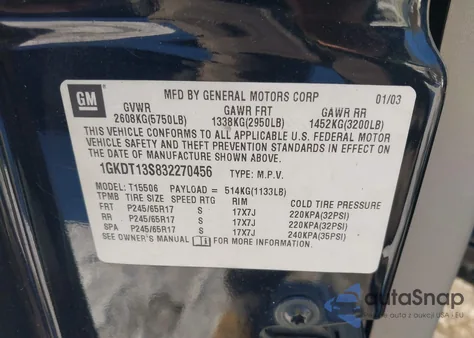 GM
MFD BY GENERAL MOTORS CORP 01/03
GVWR GAWR FRT GAWR RR
2608KG(5750LB) 1338KG(2950LB) 1452KG(3200LB)
THIS VEHICLE CONFORMS TO ALL APPLICABLE U.S. FEDERAL MOTOR
VEHICLE SAFETY AND THEFT PREVENTION STANDARDS IN EFFECT ON
THE DATE OF MANUFACTURE SHOWN ABOVE.
1GKDT13S832270456 TYPE: M.P.V.
T15506 PAYLOAD = 514KG(1133LB)
TPMB TIRE SIZE SPEED RTG RIM COLD TIRE PRESSURE
FRT P245/65R17 S 17X7J 220KPA(32PSI)
RR P245/65R17 S 17X7J 220KPA(32PSI)
SPA P245/65R17 S 17X7J 240KPA(35PSI)
SEE OWNER'S MANUAL FOR MORE INFORMATION.
autoSnap